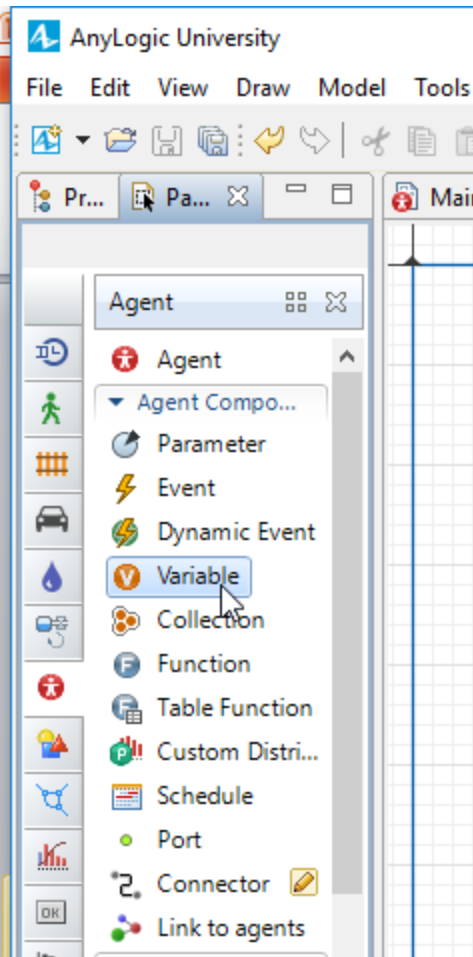 AnyLogic University
File Edit View Draw Model Tools
Pr... Pa...
Agent
Agent
Agent Compo...
Parameter
Event
Dynamic Event
V Variable
Collection
F Function
F Table Function
P Custom Distri...
Schedule
Port
Connector
OK
Link to agents